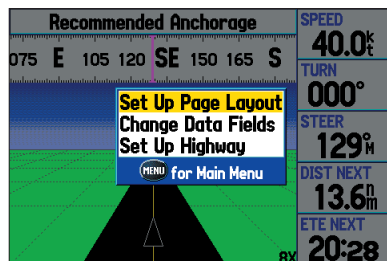 Recommended Anchorage
075 E 105 120 SE 150 165 S
Set Up Page Layout
Change Data Fields
Set Up Highway
MENU for Main Menu
8X
SPEED
40.0kt
TURN
000°
STEER
129°M
DIST NEXT
13.6nm
ETE NEXT
20:28